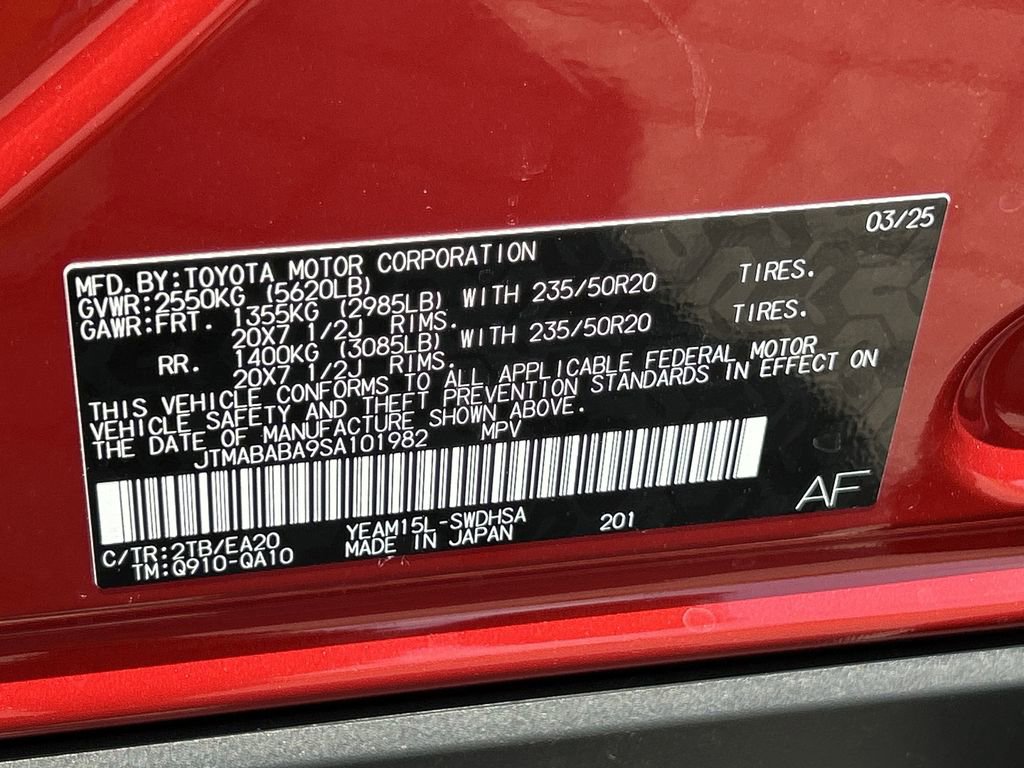 03/25
MFD.BY:TOYOTA MOTOR CORPORATION
GVWR:2550KG (5620LB)
GAWR:FRT. 1355KG (2985LB) WITH 235/50R20 TIRES.
20X7 1/2J RIMS.
RR. 1400KG (3085LB) WITH 235/50R20 TIRES.
20X7 1/2J RIMS.
THIS VEHICLE CONFORMS TO ALL APPLICABLE FEDERAL MOTOR
VEHICLE SAFETY AND THEFT PREVENTION STANDARDS IN EFFECT ON
THE DATE OF MANUFACTURE SHOWN ABOVE.
JTMABABA9SA101982 MPV
C/TR:2TB/EA20 YEAM15L-SWDHSA 201
TM:Q910-QA10 MADE IN JAPAN
AF